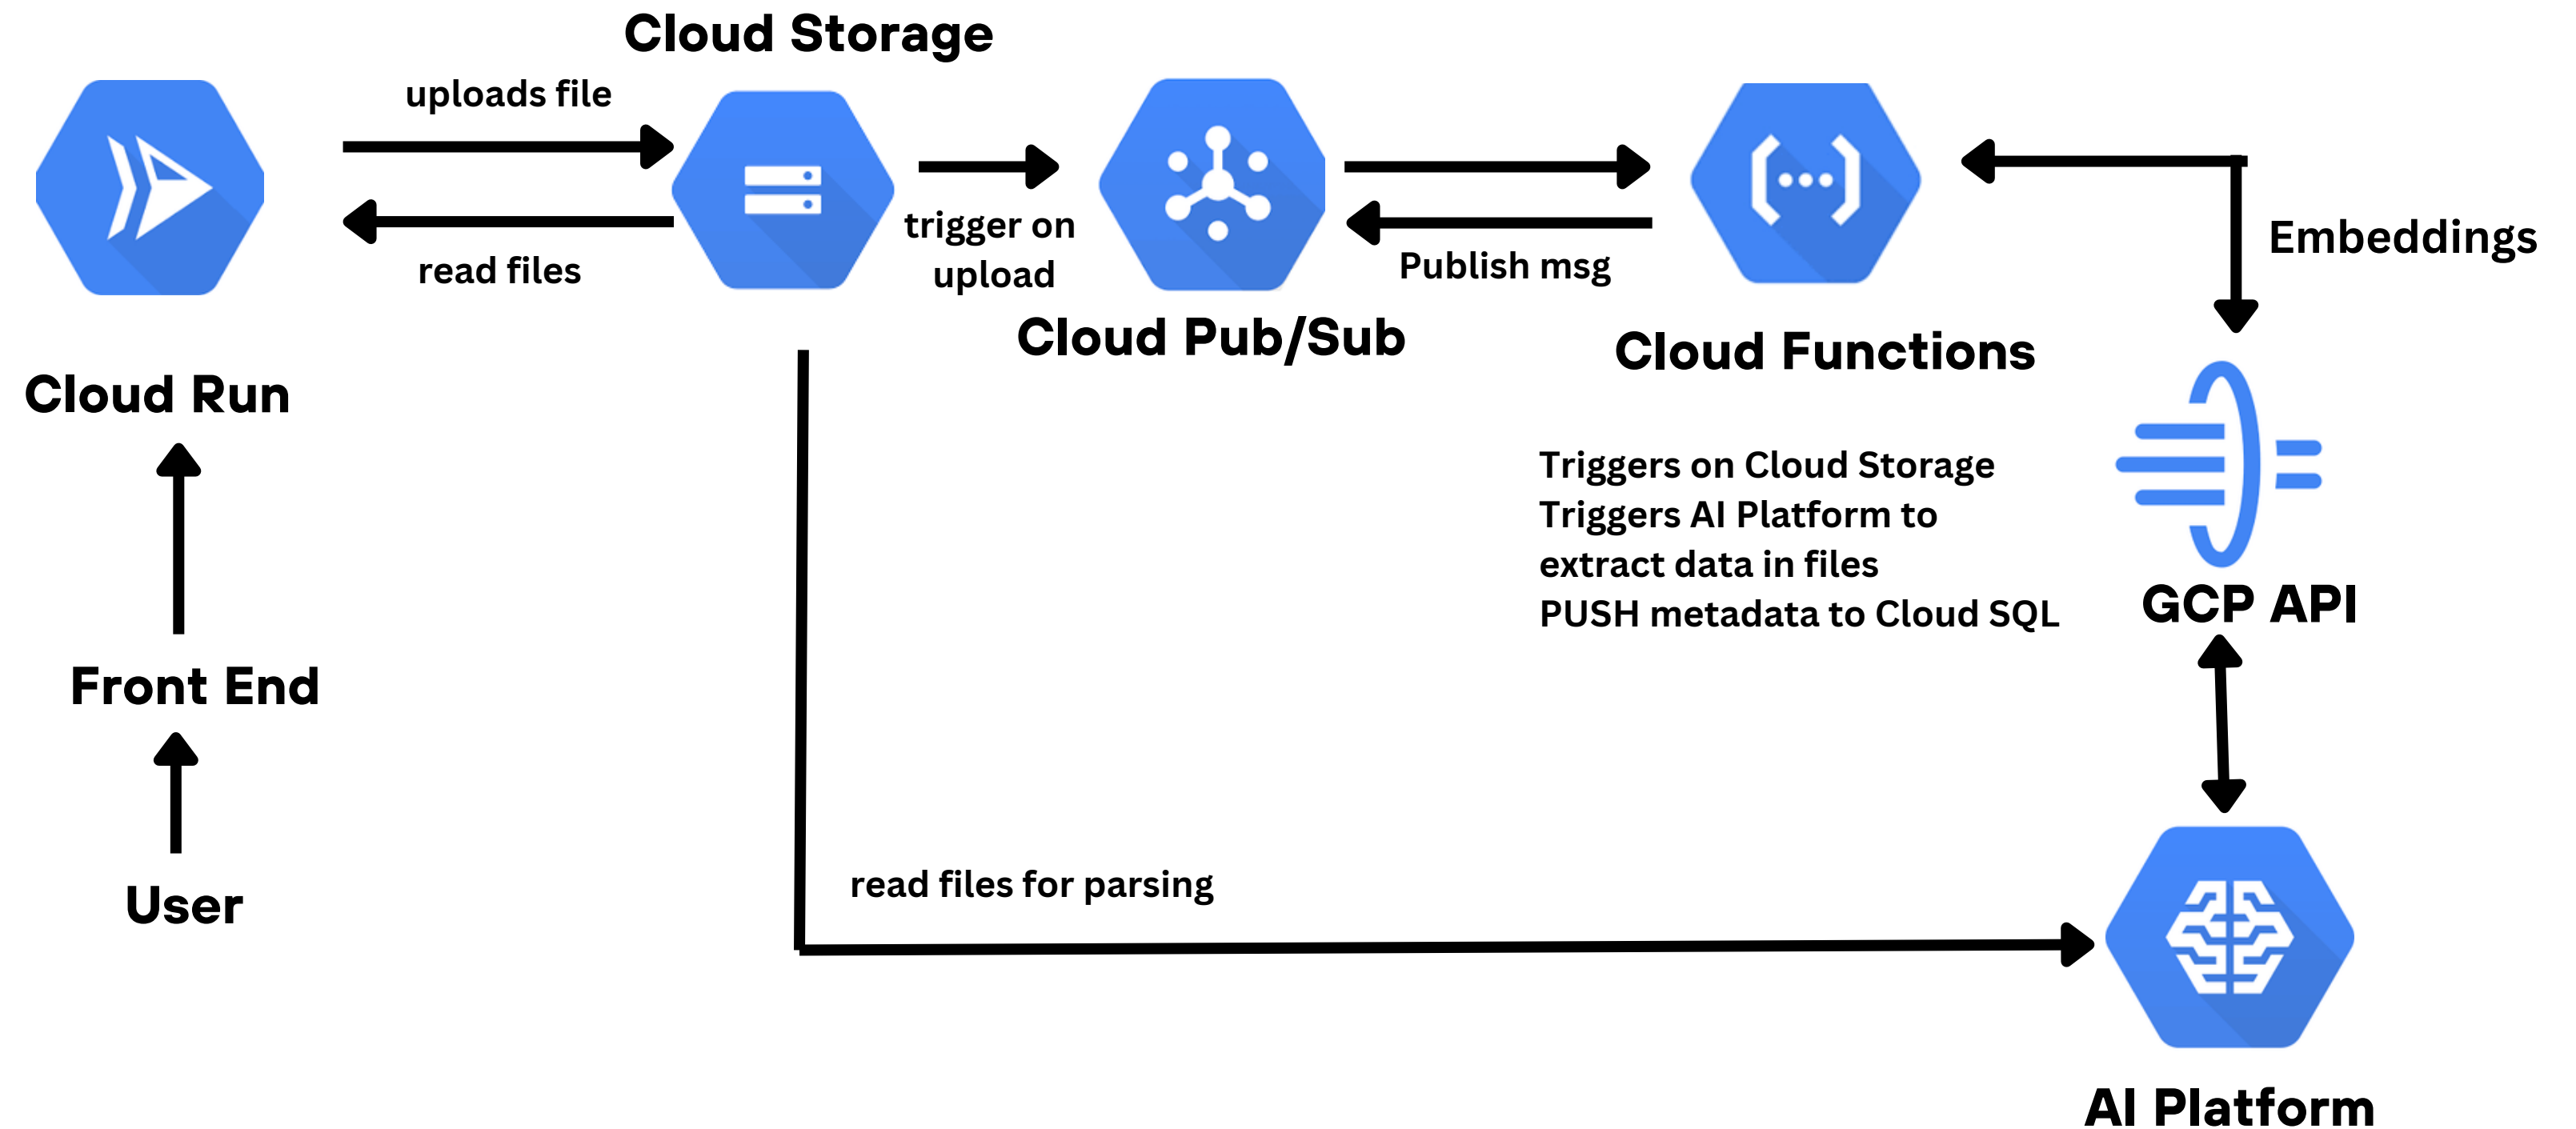 Cloud Storage
uploads file
read files
trigger on
upload
Cloud Pub/Sub
Publish msg
Cloud Functions
Embeddings
Cloud Run
Triggers on Cloud Storage
Triggers AI Platform to
extract data in files
PUSH metadata to Cloud SQL
GCP API
Front End
User
read files for parsing
AI Platform